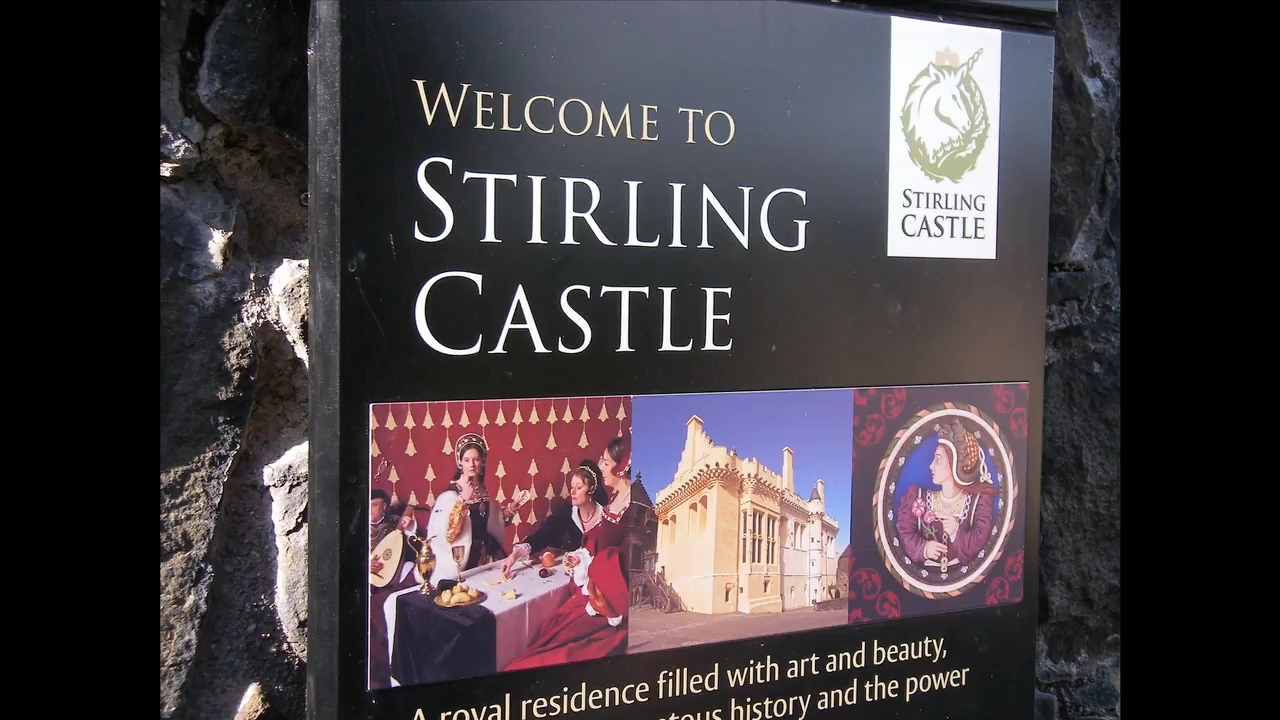 WELCOME TO
STIRLING
CASTLE
STIRLING
CASTLE
A royal residence filled with art and beauty,
history and the power